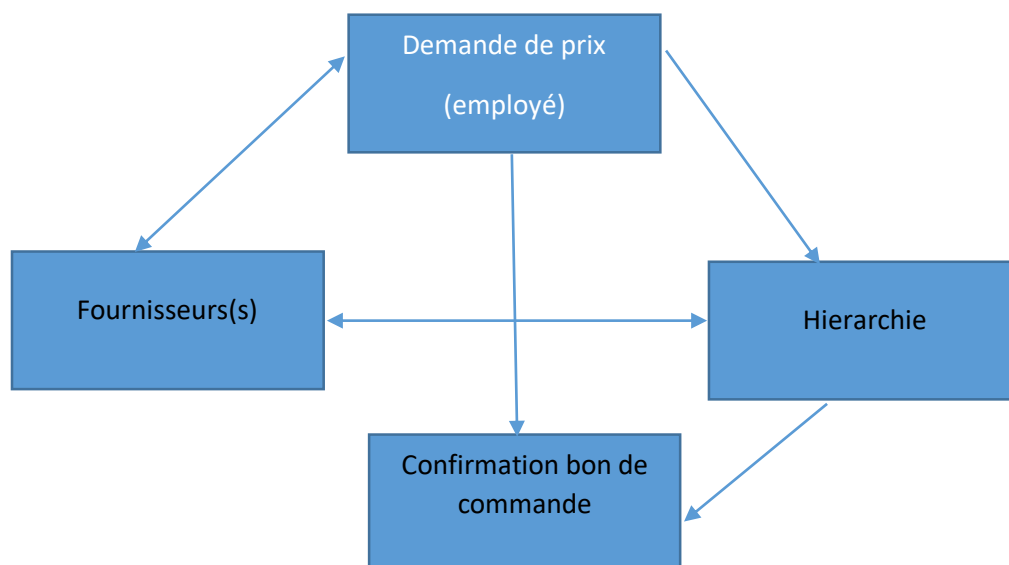 Demande de prix
(employé)
Fournisseurs(s)
Hierarchie
Confirmation bon de
commande